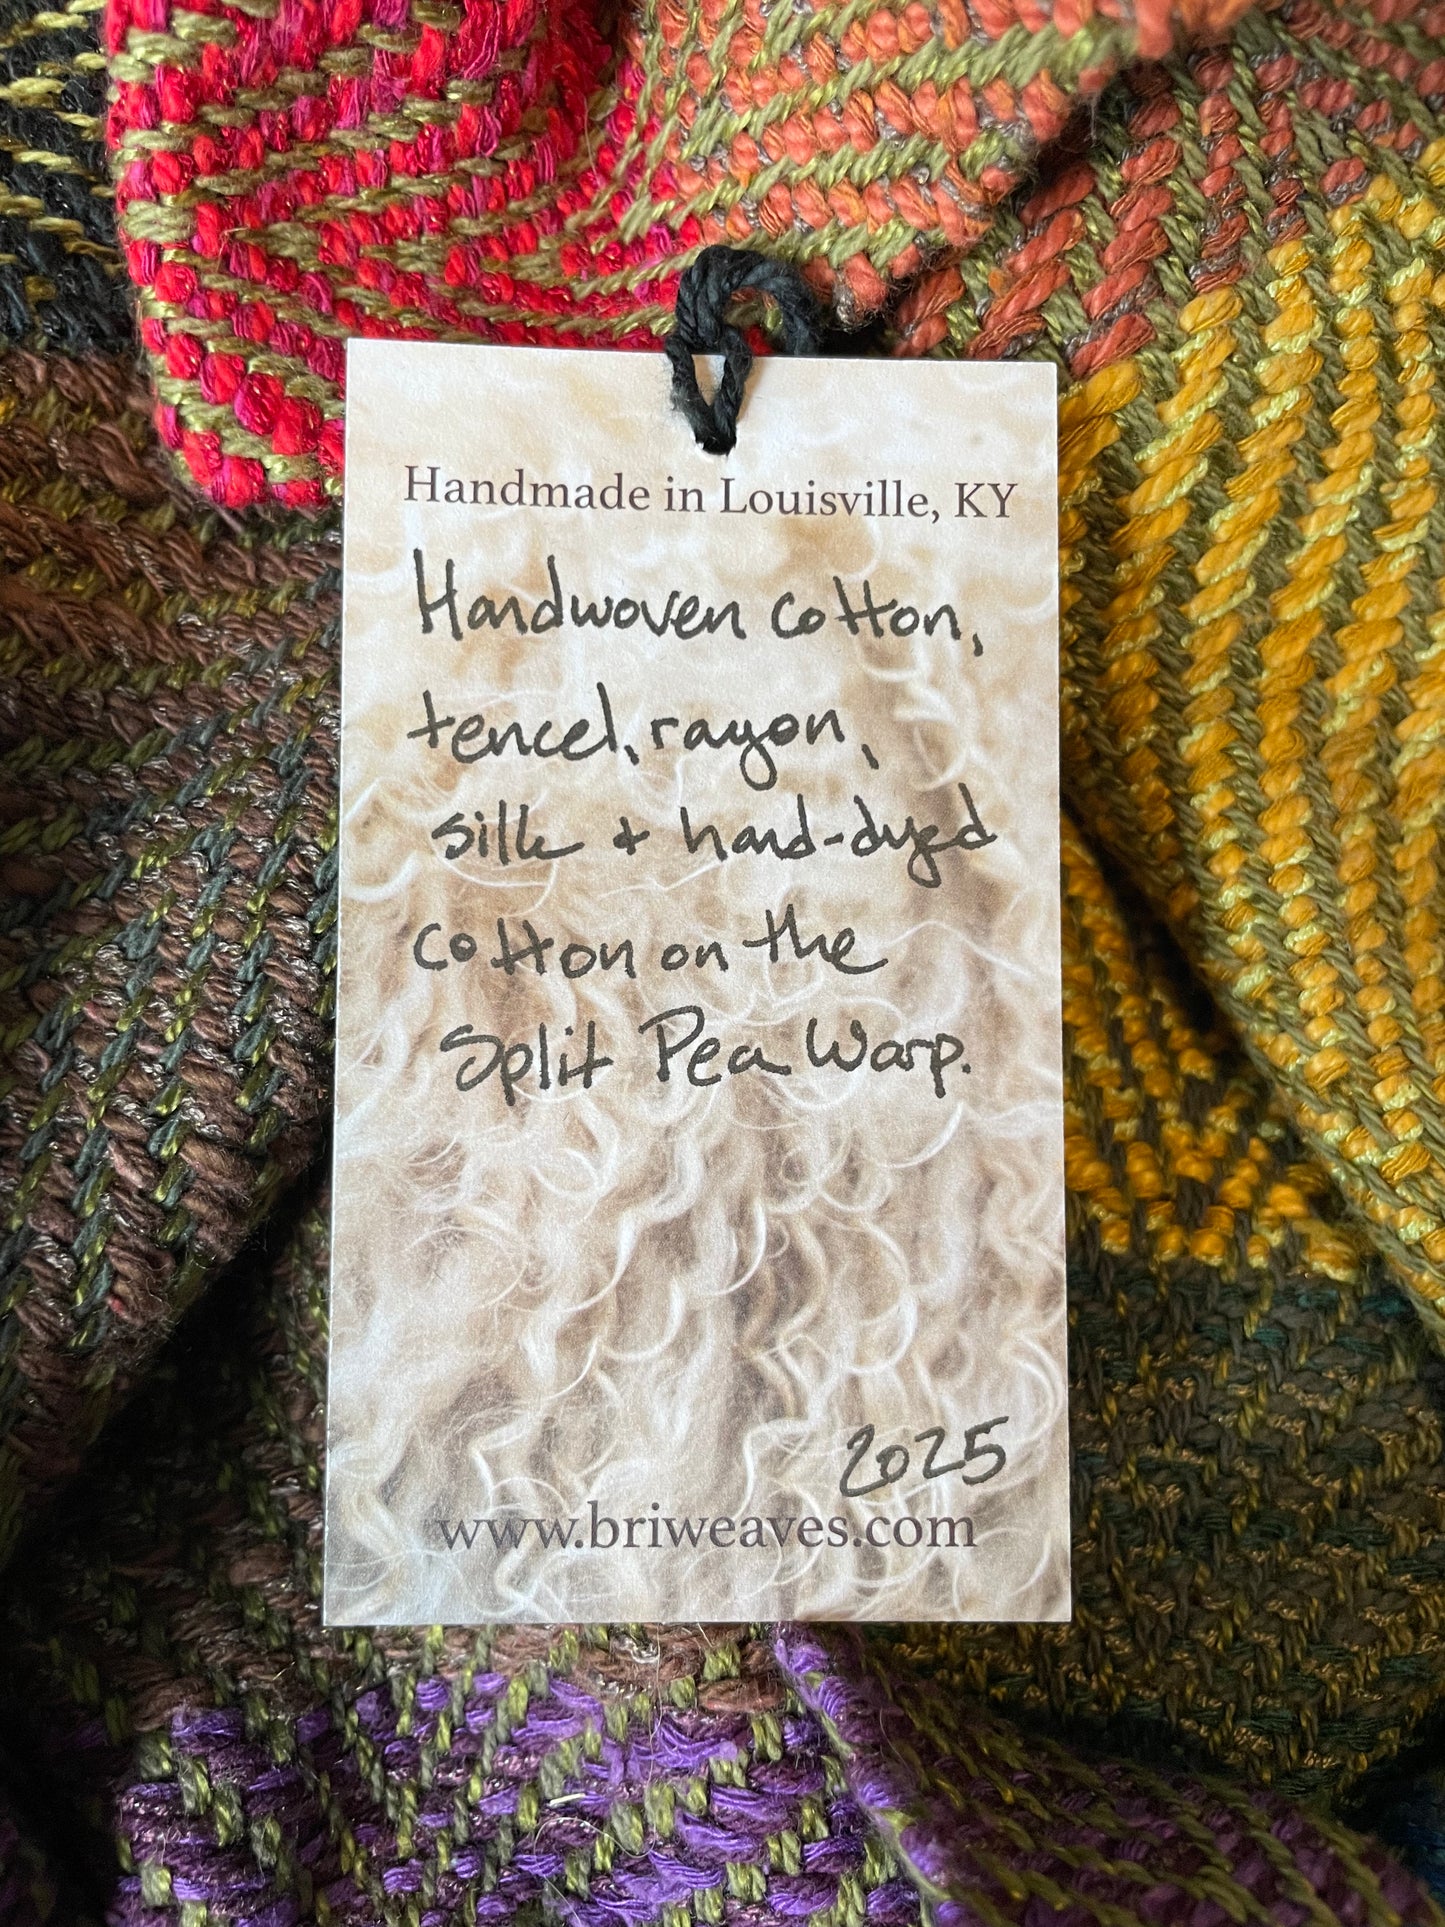 Handmade in Louisville, KY
Handwoven cotton,
tencel, rayon,
silk + hand-dyed
cotton on the
Split Pea Warp.
2025
www.briweaves.com